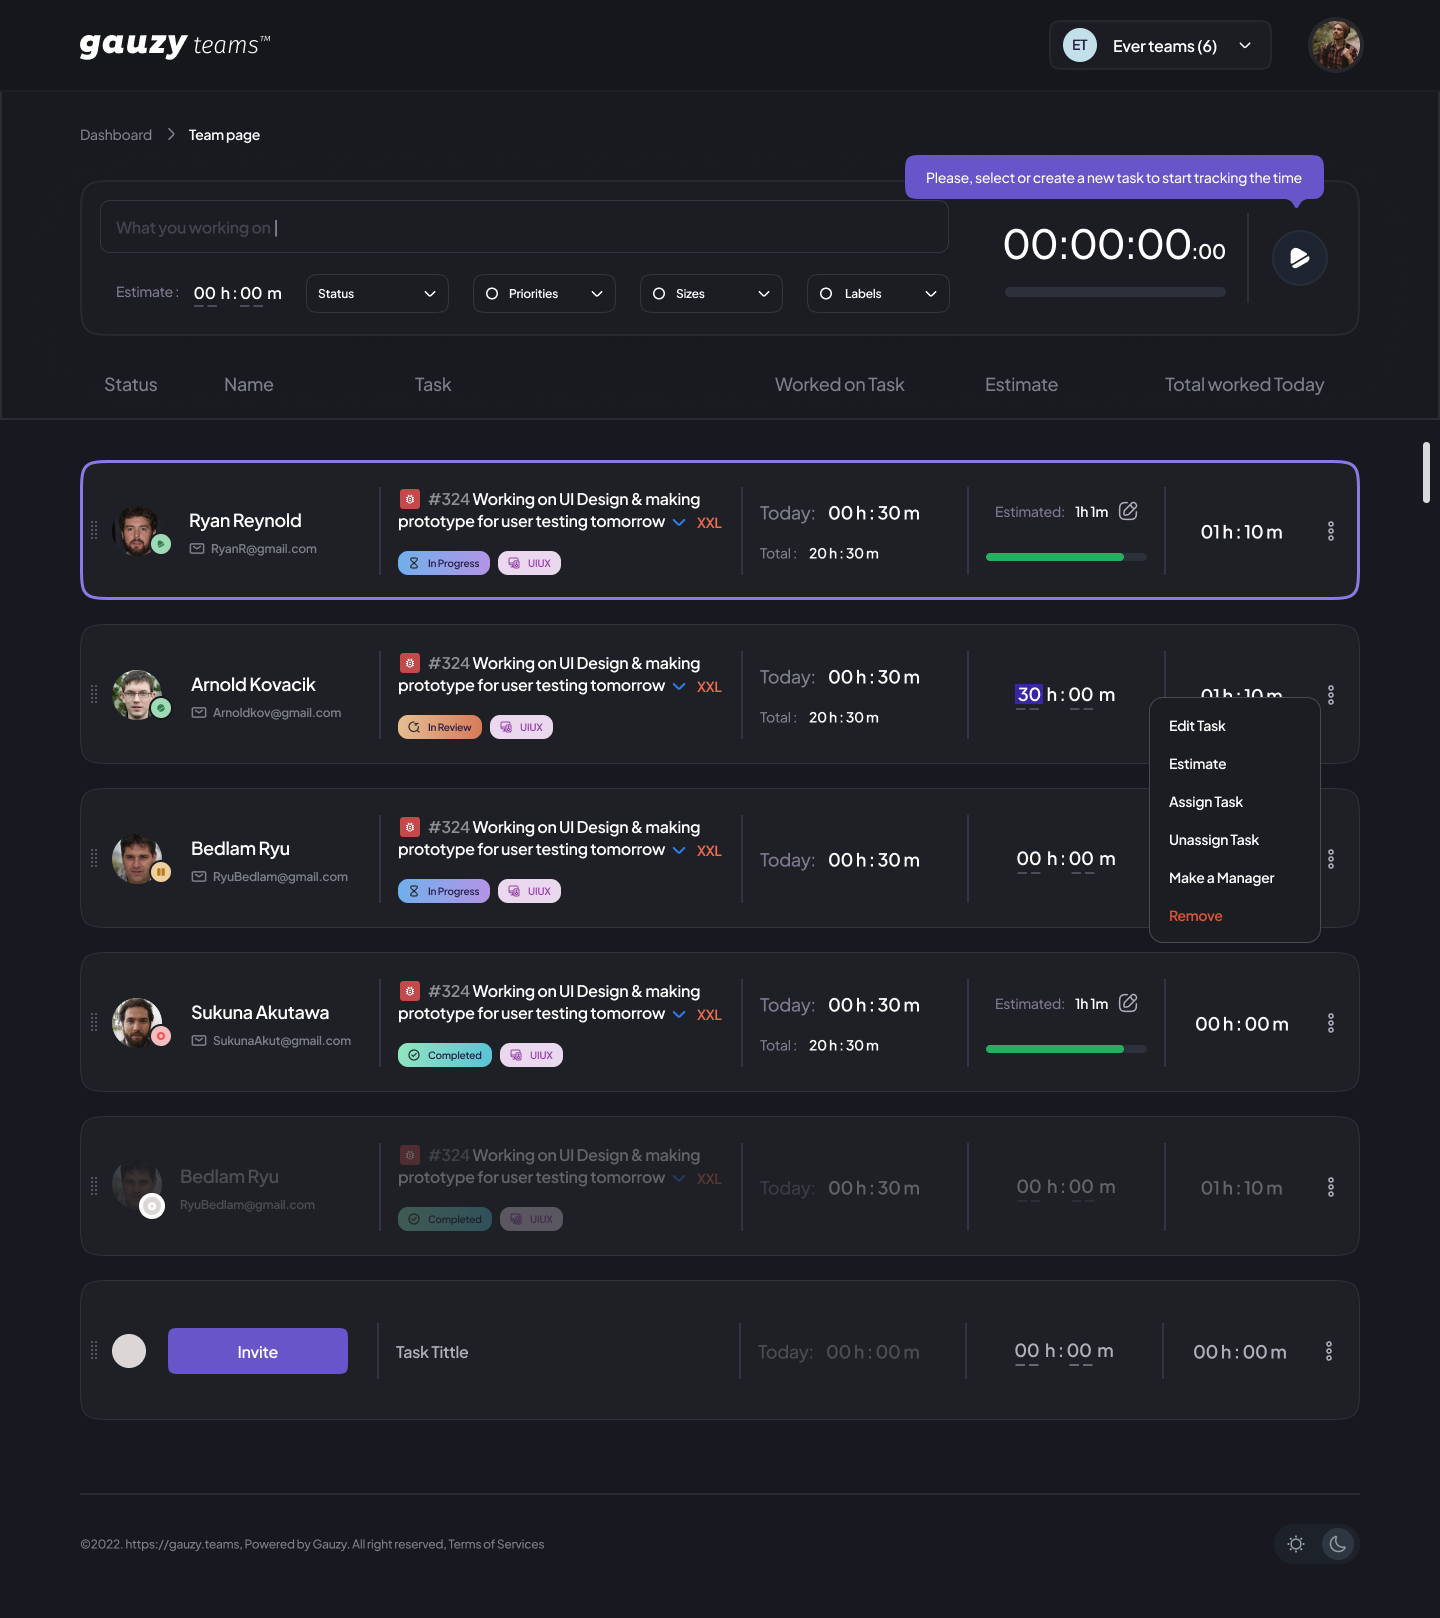 gauzy teams™
ET Ever teams (6)
Dashboard > Team page
Please, select or create a new task to start tracking the time
What you working on
00:00:00:00
Estimate : 00 h : 00 m
Status
Priorities
Sizes
Labels
Status Name Task Worked on Task Estimate Total worked Today
Ryan Reynold
RyanR@gmail.com
#324 Working on UI Design & making
prototype for user testing tomorrow XXL
In Progress UIUX
Today: 00 h : 30 m
Total : 20 h : 30 m
Estimated: 1h 1m
01 h : 10 m
Arnold Kovacik
Arnoldkov@gmail.com
#324 Working on UI Design & making
prototype for user testing tomorrow XXL
In Review UIUX
Today: 00 h : 30 m
Total : 20 h : 30 m
30 h : 00 m
01 h : 10 m
Edit Task
Estimate
Assign Task
Unassign Task
Make a Manager
Remove
Bedlam Ryu
RyuBedlam@gmail.com
#324 Working on UI Design & making
prototype for user testing tomorrow XXL
In Progress UIUX
Today: 00 h : 30 m
00 h : 00 m
Sukuna Akutawa
SukunaAkut@gmail.com
#324 Working on UI Design & making
prototype for user testing tomorrow XXL
Completed UIUX
Today: 00 h : 30 m
Total : 20 h : 30 m
Estimated: 1h 1m
00 h : 00 m
Bedlam Ryu
RyuBedlam@gmail.com
#324 Working on UI Design & making
prototype for user testing tomorrow XXL
Completed UIUX
Today: 00 h : 30 m
00 h : 00 m
01 h : 10 m
Invite
Task Tittle
Today: 00 h : 00 m
00 h : 00 m
00 h : 00 m
©2022. https://gauzy.teams, Powered by Gauzy. All right reserved, Terms of Services